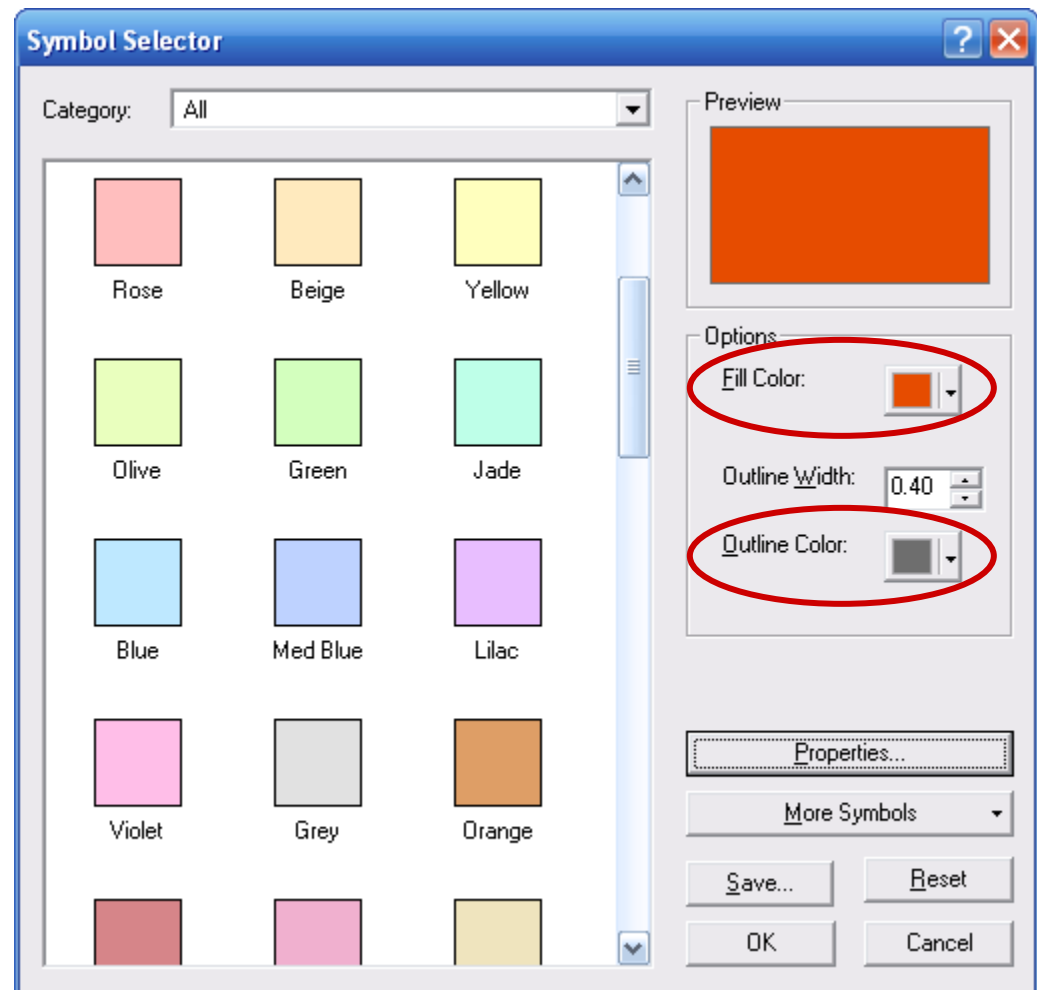 Symbol Selector
Category: All
Rose Beige Yellow
Olive Green Jade
Blue Med Blue Lilac
Violet Grey Orange
Preview
Options
Fill Color:
Outline Width: 0.40
Outline Color:
Properties...
More Symbols
Save... Reset
OK Cancel